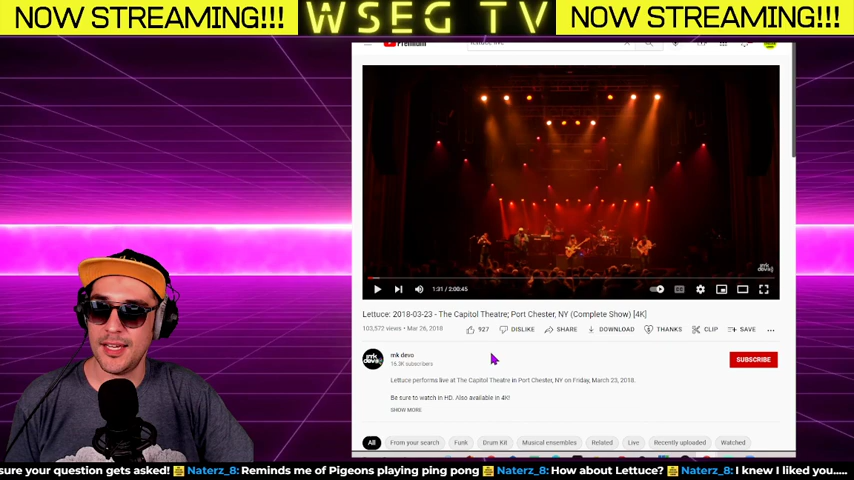 NOW STREAMING!!!
WSEG TV
NOW STREAMING!!!
Premium
mk devo
1:31 / 2:00:45
Lettuce: 2018-03-23 - The Capitol Theatre; Port Chester, NY (Complete Show) [4K]
103,572 views • Mar 26, 2018
927
DISLIKE
SHARE
DOWNLOAD
THANKS
CLIP
SAVE
mk devo
mk devo
SUBSCRIBE
Lettuce performs live at The Capitol Theatre in Port Chester, NY on Friday, March 23, 2018.
Be sure to watch in HD. Also available in 4K!
SHOW MORE
All
From your search
Funk
Drum Kit
Musical ensembles
Related
Live
Recently uploaded
Watched
sure your question gets asked! Naterz_8: Reminds me of Pigeons playing ping pong Naterz_8: How about Lettuce? Naterz_8: I knew I liked you.....